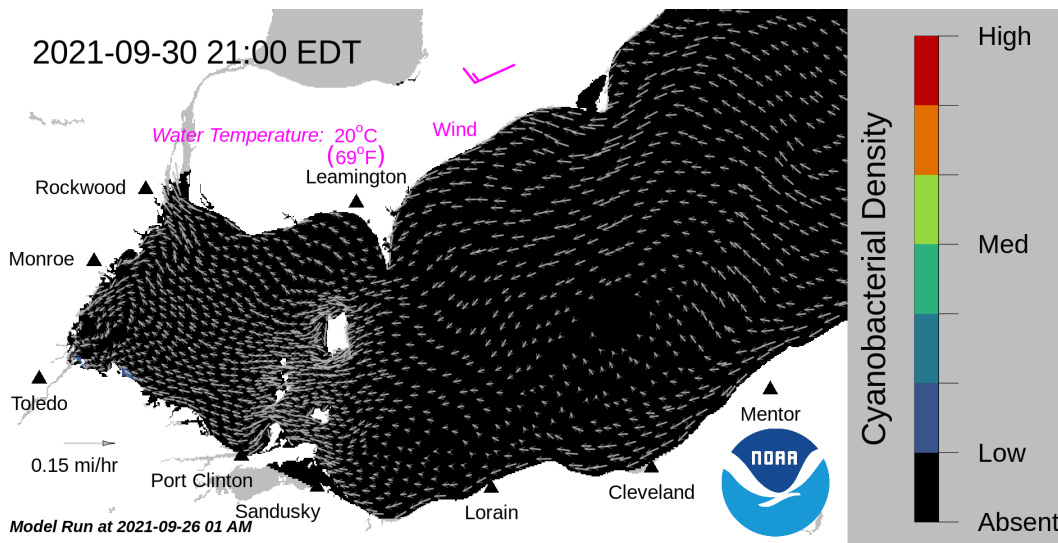 2021-09-30 21:00 EDT
Water Temperature: 20°C
(69°F)
Wind
Leamington
Rockwood
Monroe
Toledo
0.15 mi/hr
Port Clinton
Sandusky
Lorain
Cleveland
Mentor
NOAA
Model Run at 2021-09-26 01 AM
Cyanobacterial Density
High
Med
Low
Absent